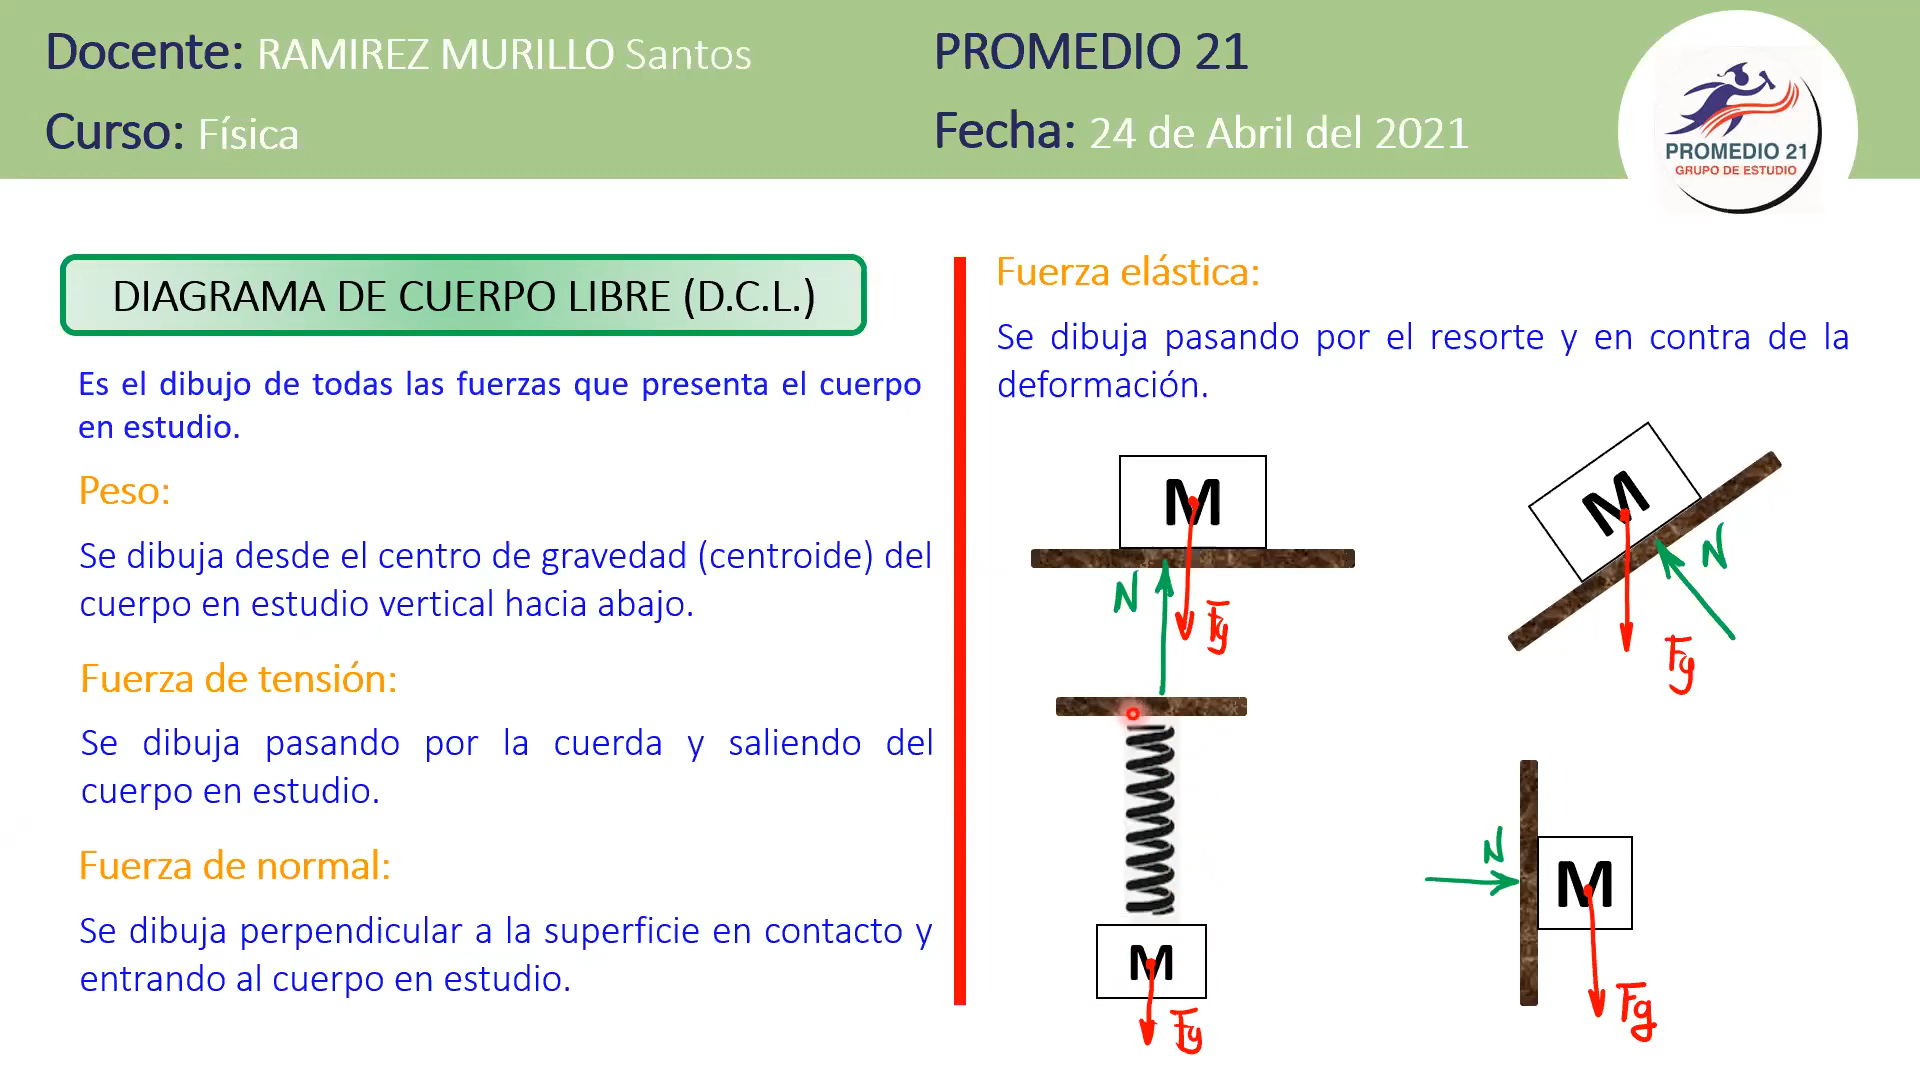 Docente: RAMIREZ MURILLO Santos
PROMEDIO 21
Curso: Física
Fecha: 24 de Abril del 2021
PROMEDIO 21
GRUPO DE ESTUDIO
DIAGRAMA DE CUERPO LIBRE (D.C.L.)
Es el dibujo de todas las fuerzas que presenta el cuerpo
en estudio.
Peso:
Se dibuja desde el centro de gravedad (centroide) del
cuerpo en estudio vertical hacia abajo.
Fuerza de tensión:
Se dibuja pasando por la cuerda y saliendo del
cuerpo en estudio.
Fuerza de normal:
Se dibuja perpendicular a la superficie en contacto y
entrando al cuerpo en estudio.
Fuerza elástica:
Se dibuja pasando por el resorte y en contra de la
deformación.
M
N
Fg
M
N
Fg
M
Fg
N
M
Fg